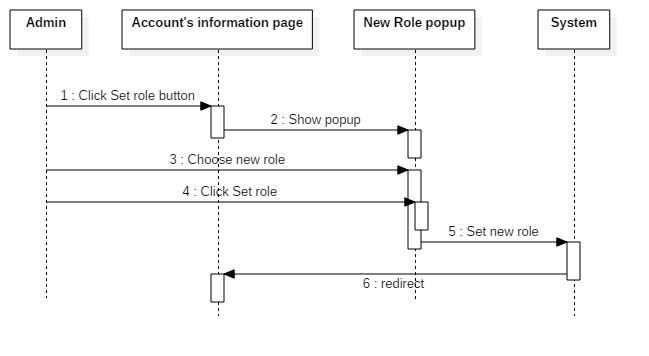 Admin
Account's information page
New Role popup
System
1 : Click Set role button
2 : Show popup
3 : Choose new role
4 : Click Set role
5 : Set new role
6 : redirect